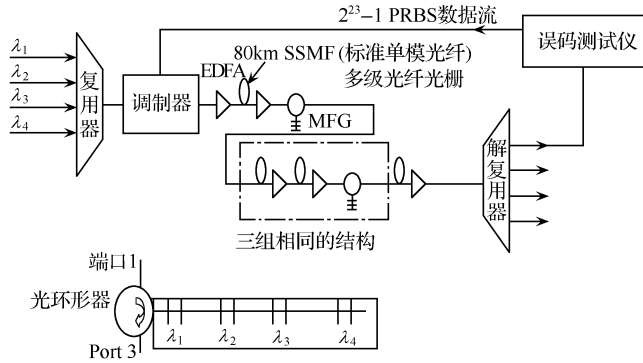 2²³−1 PRBS数据流
误码测试仪
λ₁
λ₂
λ₃
λ₄
复用器
调制器
EDFA
80km SSMF (标准单模光纤)
多级光纤光栅
MFG
解复用器
三组相同的结构
端口1
光环形器
λ₁
λ₂
λ₃
λ₄
Port 3